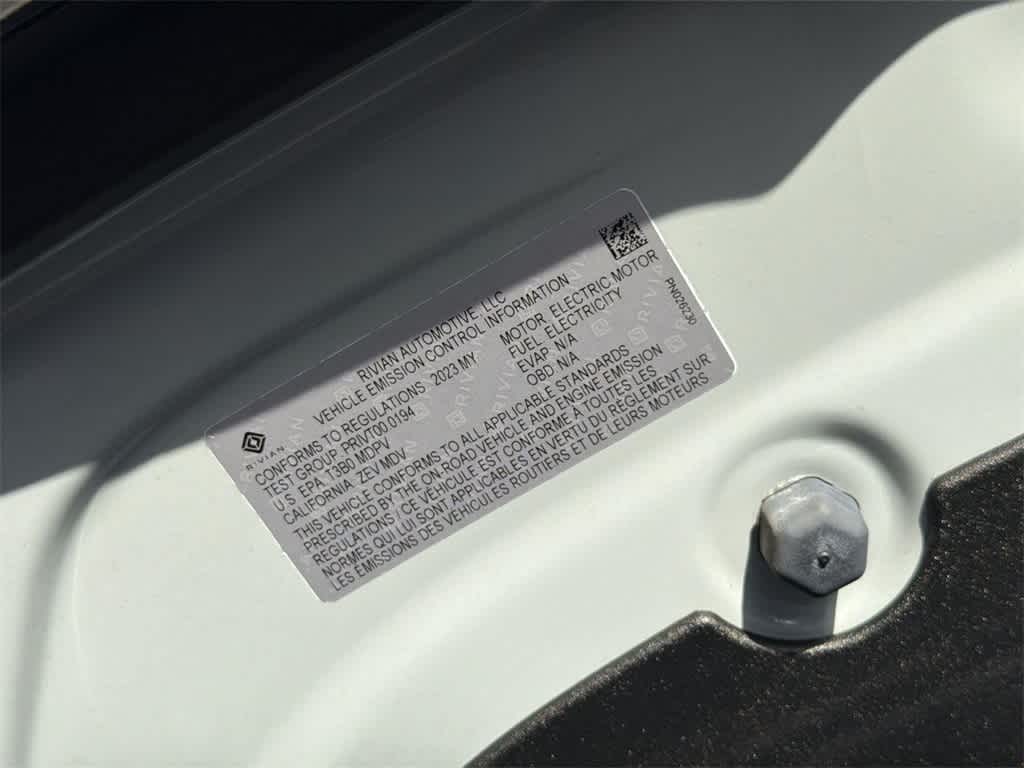 RIVIAN
RIVIAN AUTOMOTIVE, LLC
VEHICLE EMISSION CONTROL INFORMATION
CONFORMS TO REGULATIONS: 2023 MY
MOTOR: ELECTRIC MOTOR
TEST GROUP: PRIVT00.0194
FUEL: ELECTRICITY
U.S. EPA: T3B0 MDPV
EVAP: N/A
CALIFORNIA: ZEV MDV
OBD: N/A
THIS VEHICLE CONFORMS TO ALL APPLICABLE STANDARDS
PRESCRIBED BY THE ON-ROAD VEHICLE AND ENGINE EMISSION
REGULATIONS / CE VÉHICULE EST CONFORME À TOUTES LES
NORMES QUI LUI SONT APPLICABLES EN VERTU DU RÈGLEMENT SUR
LES ÉMISSIONS DES VÉHICULES ROUTIERS ET DE LEURS MOTEURS
PN026230